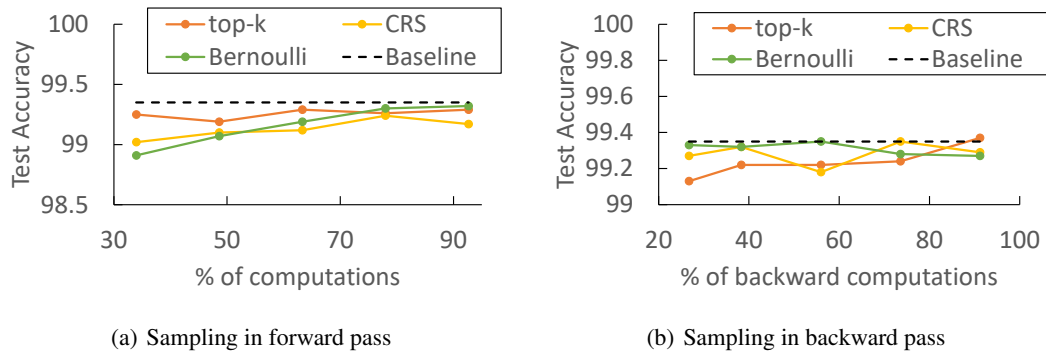 top-k
CRS
Bernoulli
Baseline
Test Accuracy
100
99.5
99
98.5
30
50
70
90
% of computations
(a) Sampling in forward pass
top-k
CRS
Bernoulli
Baseline
Test Accuracy
100
99.8
99.6
99.4
99.2
99
20
40
60
80
100
% of backward computations
(b) Sampling in backward pass